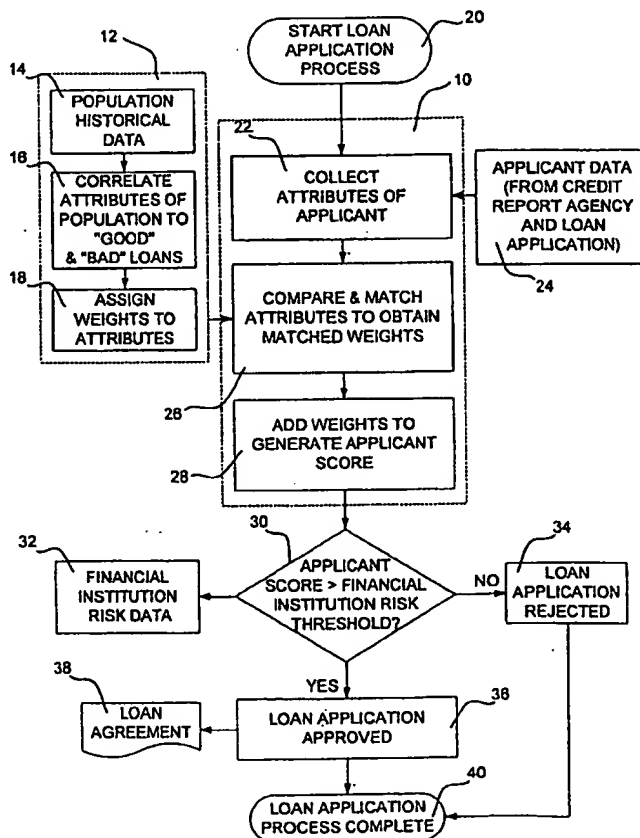 20
START LOAN
APPLICATION
PROCESS
12
14
POPULATION
HISTORICAL
DATA
16
CORRELATE
ATTRIBUTES OF
POPULATION TO
"GOOD"
& "BAD" LOANS
18
ASSIGN
WEIGHTS TO
ATTRIBUTES
10
22
COLLECT
ATTRIBUTES OF
APPLICANT
APPLICANT DATA
(FROM CREDIT
REPORT AGENCY
AND LOAN
APPLICATION)
24
COMPARE & MATCH
ATTRIBUTES TO OBTAIN
MATCHED WEIGHTS
26
ADD WEIGHTS TO
GENERATE APPLICANT
SCORE
28
30
APPLICANT
SCORE > FINANCIAL
INSTITUTION RISK
THRESHOLD?
32
FINANCIAL
INSTITUTION
RISK DATA
NO
34
LOAN
APPLICATION
REJECTED
YES
38
LOAN
AGREEMENT
LOAN APPLICATION
APPROVED
36
40
LOAN APPLICATION
PROCESS COMPLETE